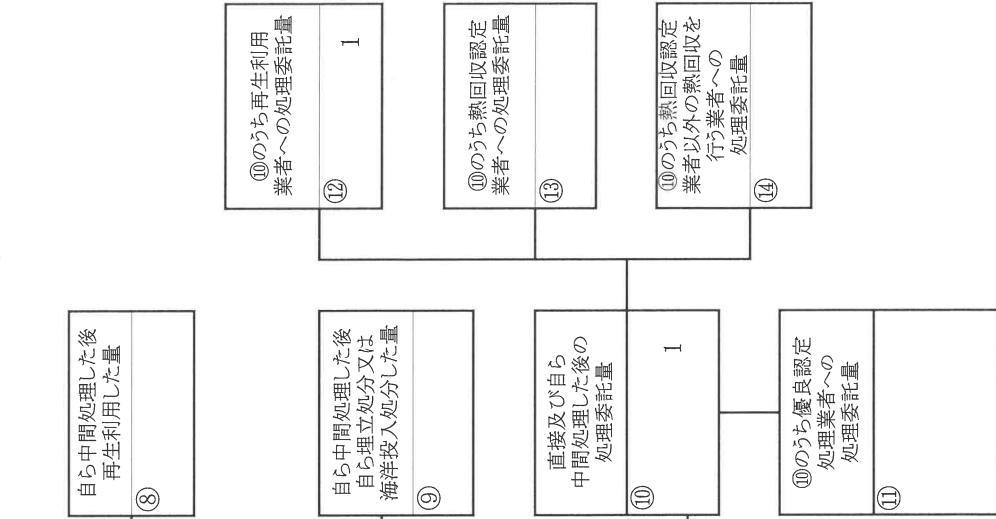 自ら中間処理した後
再生利用した量
⑧
自ら中間処理した後
自ら埋立処分又は
海洋投入処分した量
⑨
直接及び自ら
中間処理した後の
処理委託量
⑩
1
⑩のうち優良認定
処理業者への
処理委託量
⑪
⑩のうち再生利用
業者への処理委託量
⑫
1
⑩のうち熱回収認定
業者への処理委託量
⑬
⑩のうち熱回収認定
業者以外の熱回収を
行う業者への
処理委託量
⑭